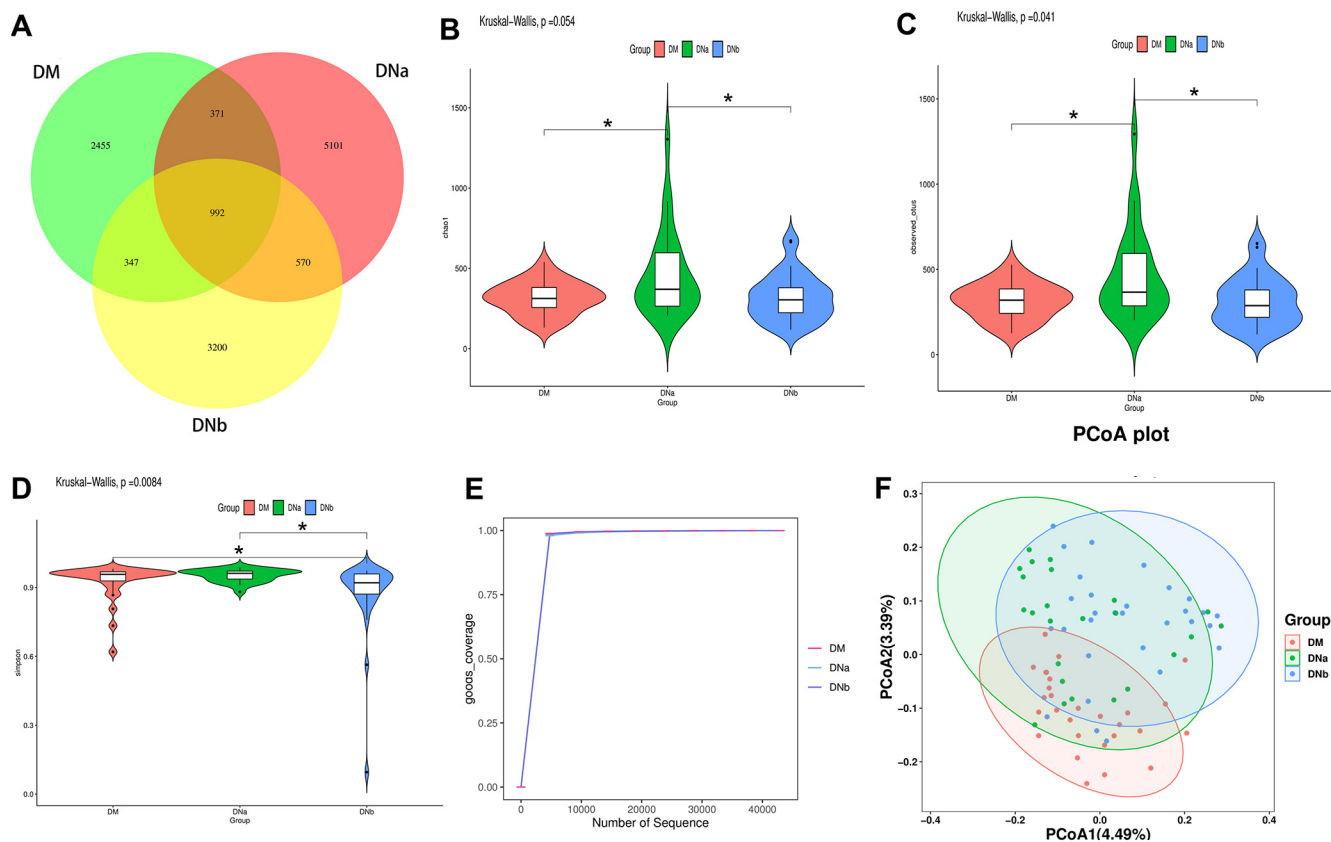 A
DM
DNa
371
2455
5101
992
347
570
3200
DNb
B
Kruskal-Wallis, p =0.054
Group DM DNa DNb
*
*
1500
1000
500
0
chao1
DM DNa DNb
Group
C
Kruskal-Wallis, p =0.041
Group DM DNa DNb
*
*
1500
1000
500
0
observed_otus
DM DNa DNb
Group
D
Kruskal-Wallis, p =0.0084
Group DM DNa DNb
*
*
0.9
0.6
0.3
0.0
simpson
DM DNa DNb
Group
E
1.00
0.75
0.50
0.25
0.00
goods_coverage
0 10000 20000 30000 40000
Number of Sequence
DM
DNa
DNb
PCoA plot
F
0.3
0.2
0.1
0.0
−0.1
−0.2
PCoA2(3.39%)
−0.4 −0.2 0.0 0.2 0.4
PCoA1(4.49%)
Group
DM
DNa
DNb